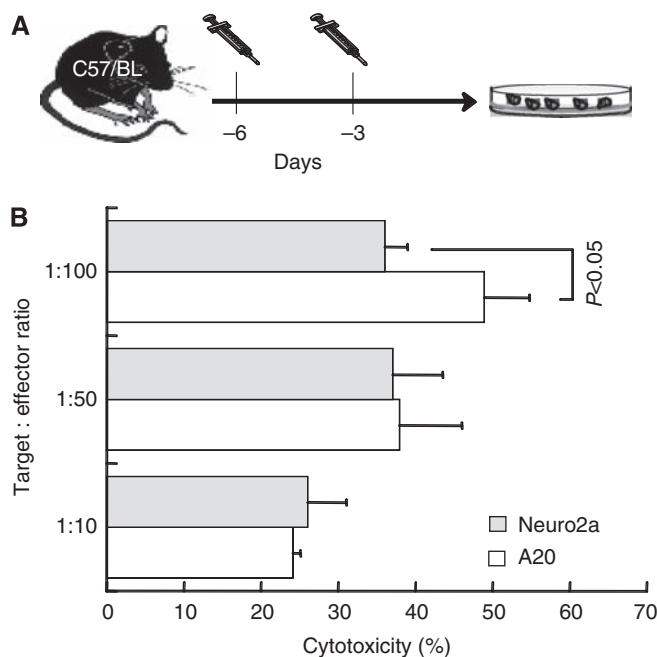 A
C57/BL
–6
–3
Days
B
1:100
1:50
1:10
Target : effector ratio
P<0.05
Neuro2a
A20
0 10 20 30 40 50 60 70
Cytotoxicity (%)